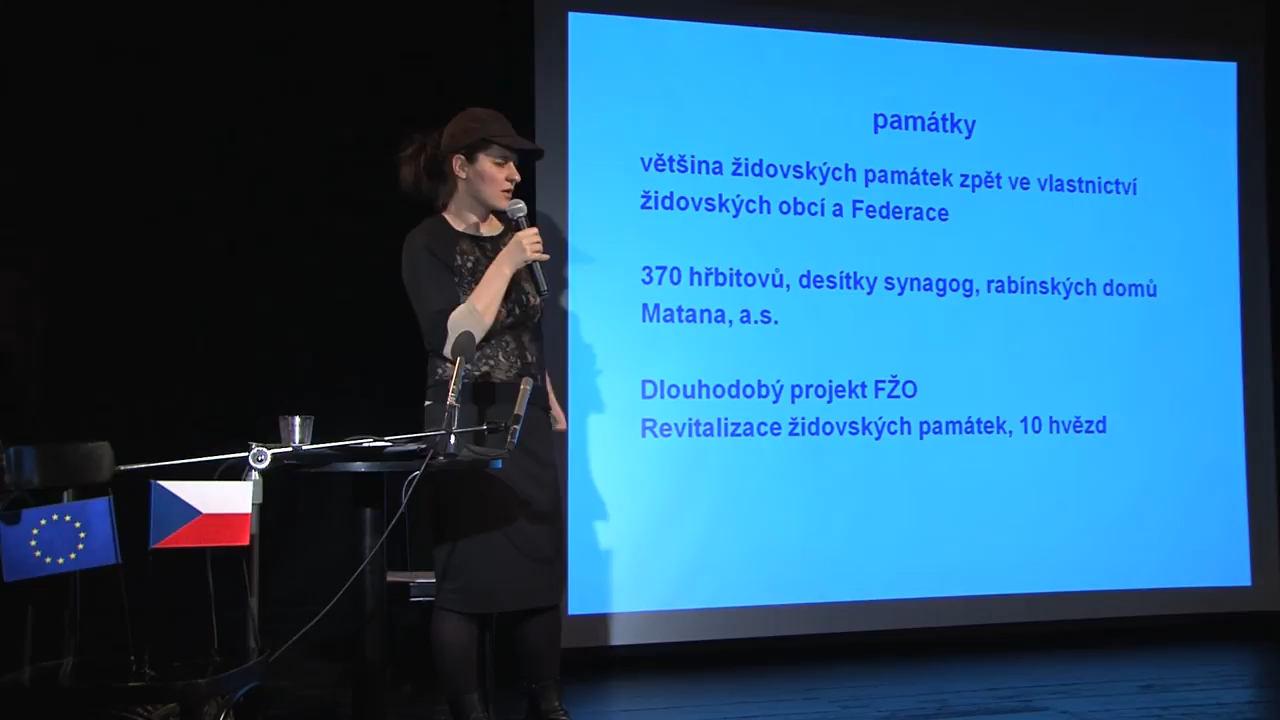 památky
většina židovských památek zpět ve vlastnictví
židovských obcí a Federace
370 hřbitovů, desítky synagog, rabínských domů
Matana, a.s.
Dlouhodobý projekt FŽO
Revitalizace židovských památek, 10 hvězd